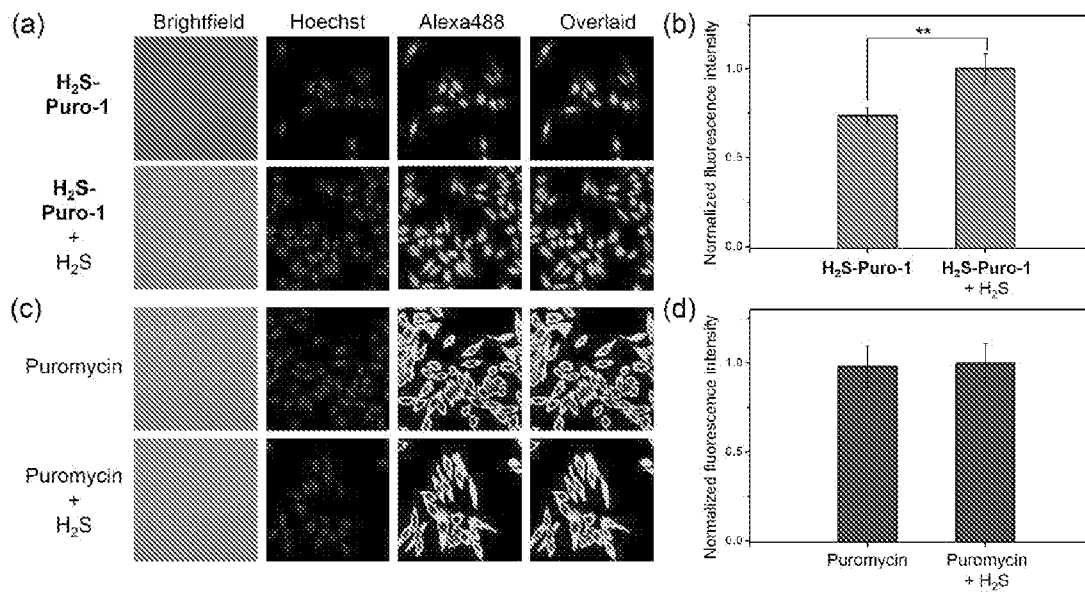 (a)
Brightfield Hoechst Alexa488 Overlaid
H₂S-
Puro-1
H₂S-
Puro-1
+
H₂S
(b)
Normalized fluorescence intensity
1.0
0.5
0.0
**
H₂S-Puro-1
H₂S-Puro-1
+ H₂S
(c)
Puromycin
Puromycin
+
H₂S
(d)
Normalized fluorescence intensity
1.0
0.5
0.0
Puromycin
Puromycin
+ H₂S